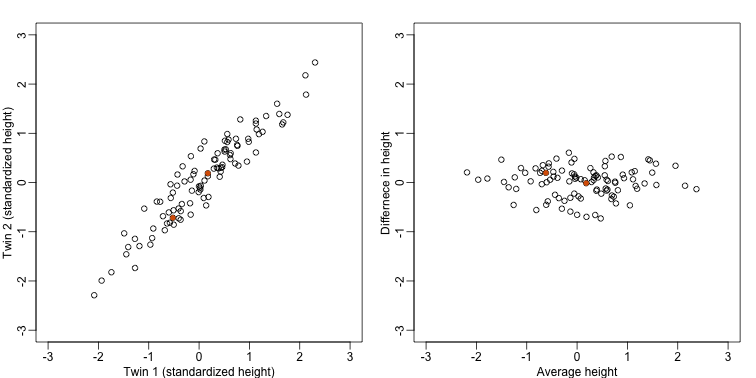 3
2
1
0
-1
-2
-3
Twin 2 (standardized height)
-3 -2 -1 0 1 2 3
Twin 1 (standardized height)
3
2
1
0
-1
-2
-3
Differnece in height
-3 -2 -1 0 1 2 3
Average height